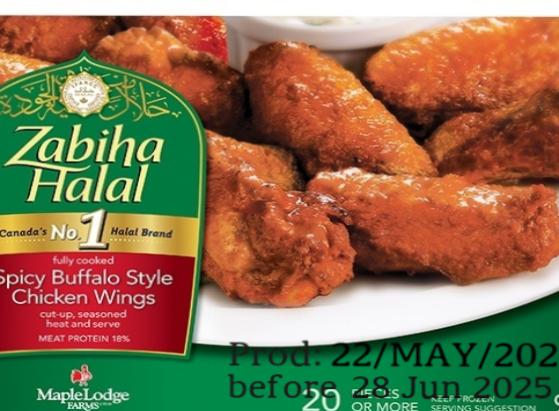 Zabiha
Halal
Canada's No.1 Halal Brand
fully cooked
Spicy Buffalo Style
Chicken Wings
cut-up, seasoned
heat and serve
MEAT PROTEIN 18%
Prod: 22/MAY/202
before 28 Jun 2025
MapleLodge
FARMS
20 PIECES
OR MORE
KEEP FROZEN
SERVING SUGGESTION